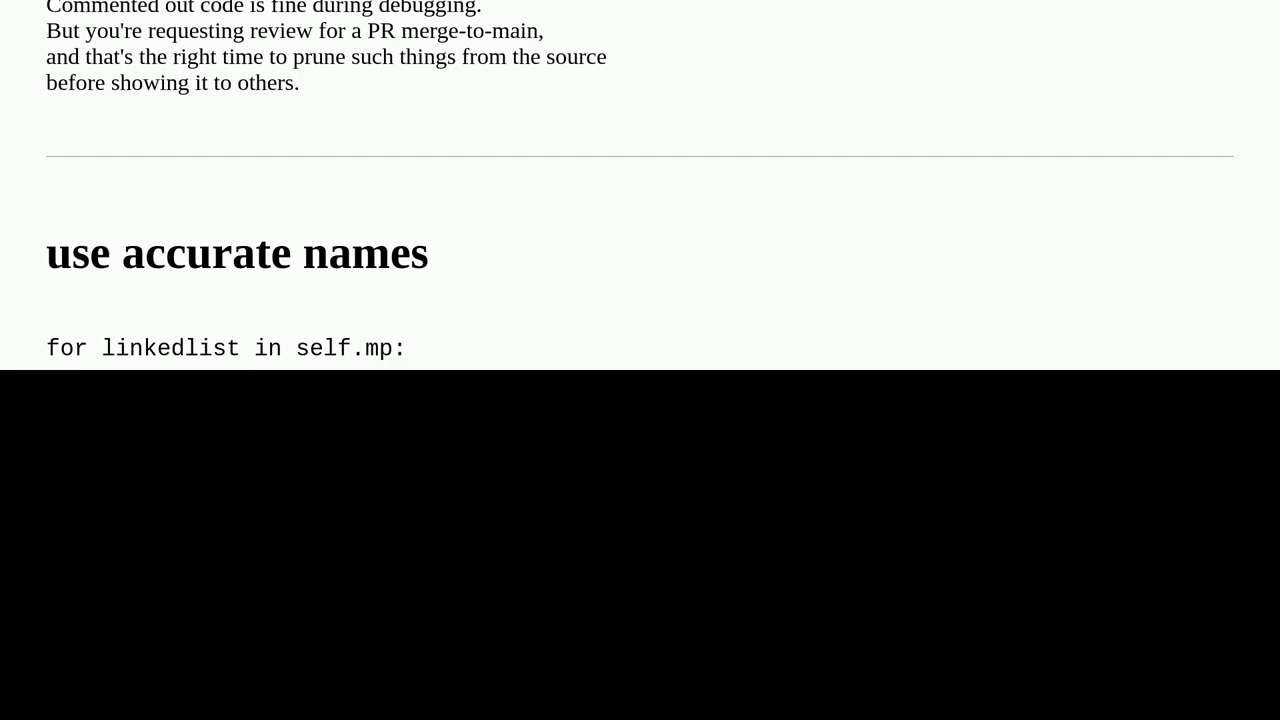 Commented out code is fine during debugging.
But you're requesting review for a PR merge-to-main,
and that's the right time to prune such things from the source
before showing it to others.
use accurate names
for linkedlist in self.mp: